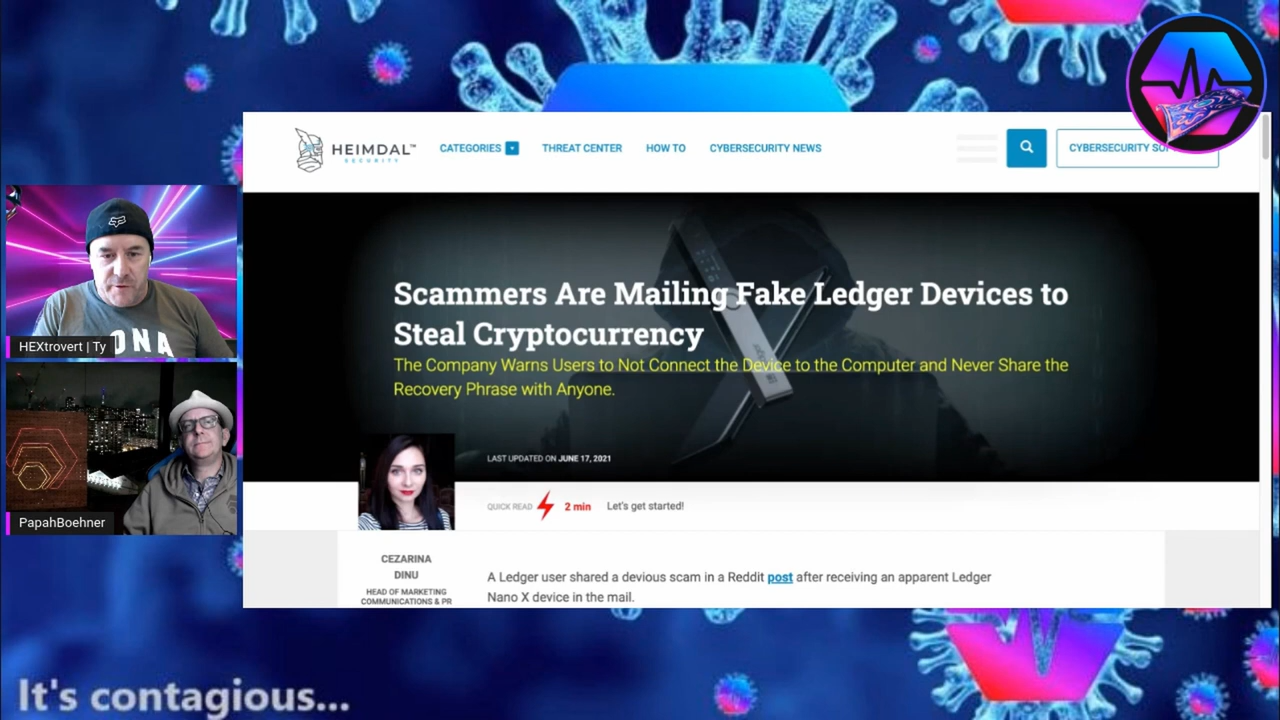 HEIMDAL™
SECURITY
CATEGORIES
THREAT CENTER
HOW TO
CYBERSECURITY NEWS
CYBERSECURITY
Scammers Are Mailing Fake Ledger Devices to
Steal Cryptocurrency
The Company Warns Users to Not Connect the Device to the Computer and Never Share the
Recovery Phrase with Anyone.
LAST UPDATED ON JUNE 17, 2021
QUICK READ 2 min Let's get started!
CEZARINA
DINU
HEAD OF MARKETING
COMMUNICATIONS & PR
A Ledger user shared a devious scam in a Reddit post after receiving an apparent Ledger
Nano X device in the mail.
HEXtrovert | Ty
PapahBoehner
It's contagious...